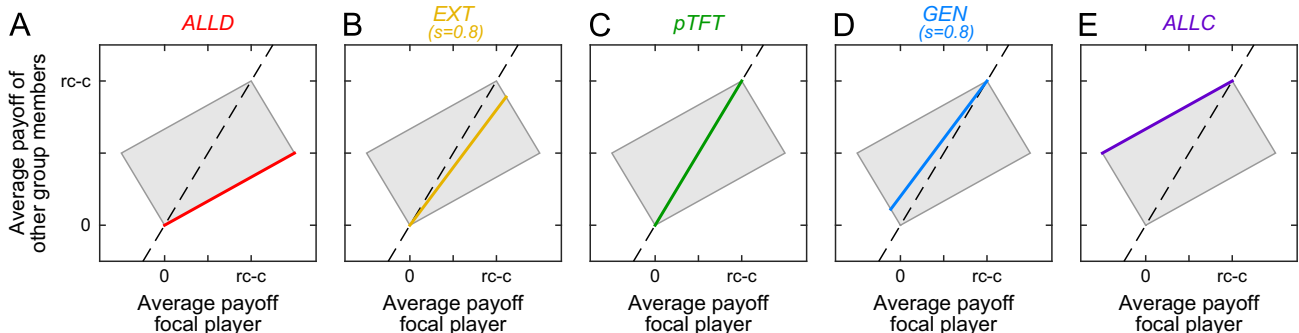 A
ALLD
B
EXT
(s=0.8)
C
pTFT
D
GEN
(s=0.8)
E
ALLC
Average payoff of
other group members
rc-c
0
0 rc-c
0 rc-c
0 rc-c
0 rc-c
0 rc-c
Average payoff
focal player
Average payoff
focal player
Average payoff
focal player
Average payoff
focal player
Average payoff
focal player